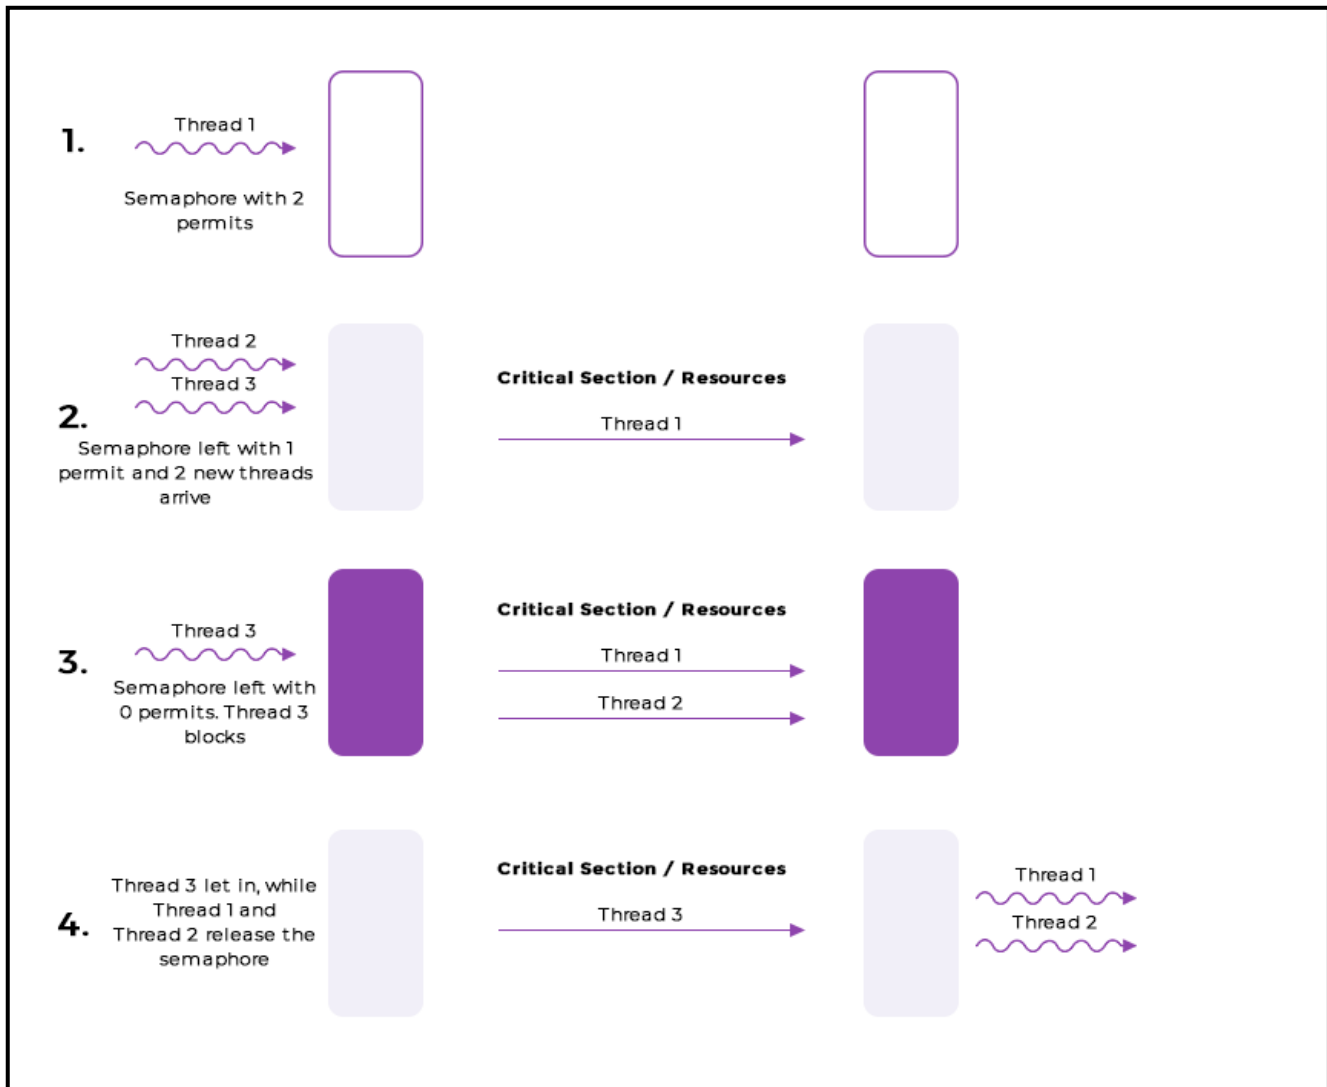 1.
Thread 1
Semaphore with 2
permits
Thread 2
Thread 3
2.
Semaphore left with 1
permit and 2 new threads
arrive
Critical Section / Resources
Thread 1
3.
Thread 3
Semaphore left with
0 permits. Thread 3
blocks
Critical Section / Resources
Thread 1
Thread 2
4.
Thread 3 let in, while
Thread 1 and
Thread 2 release the
semaphore
Critical Section / Resources
Thread 3
Thread 1
Thread 2